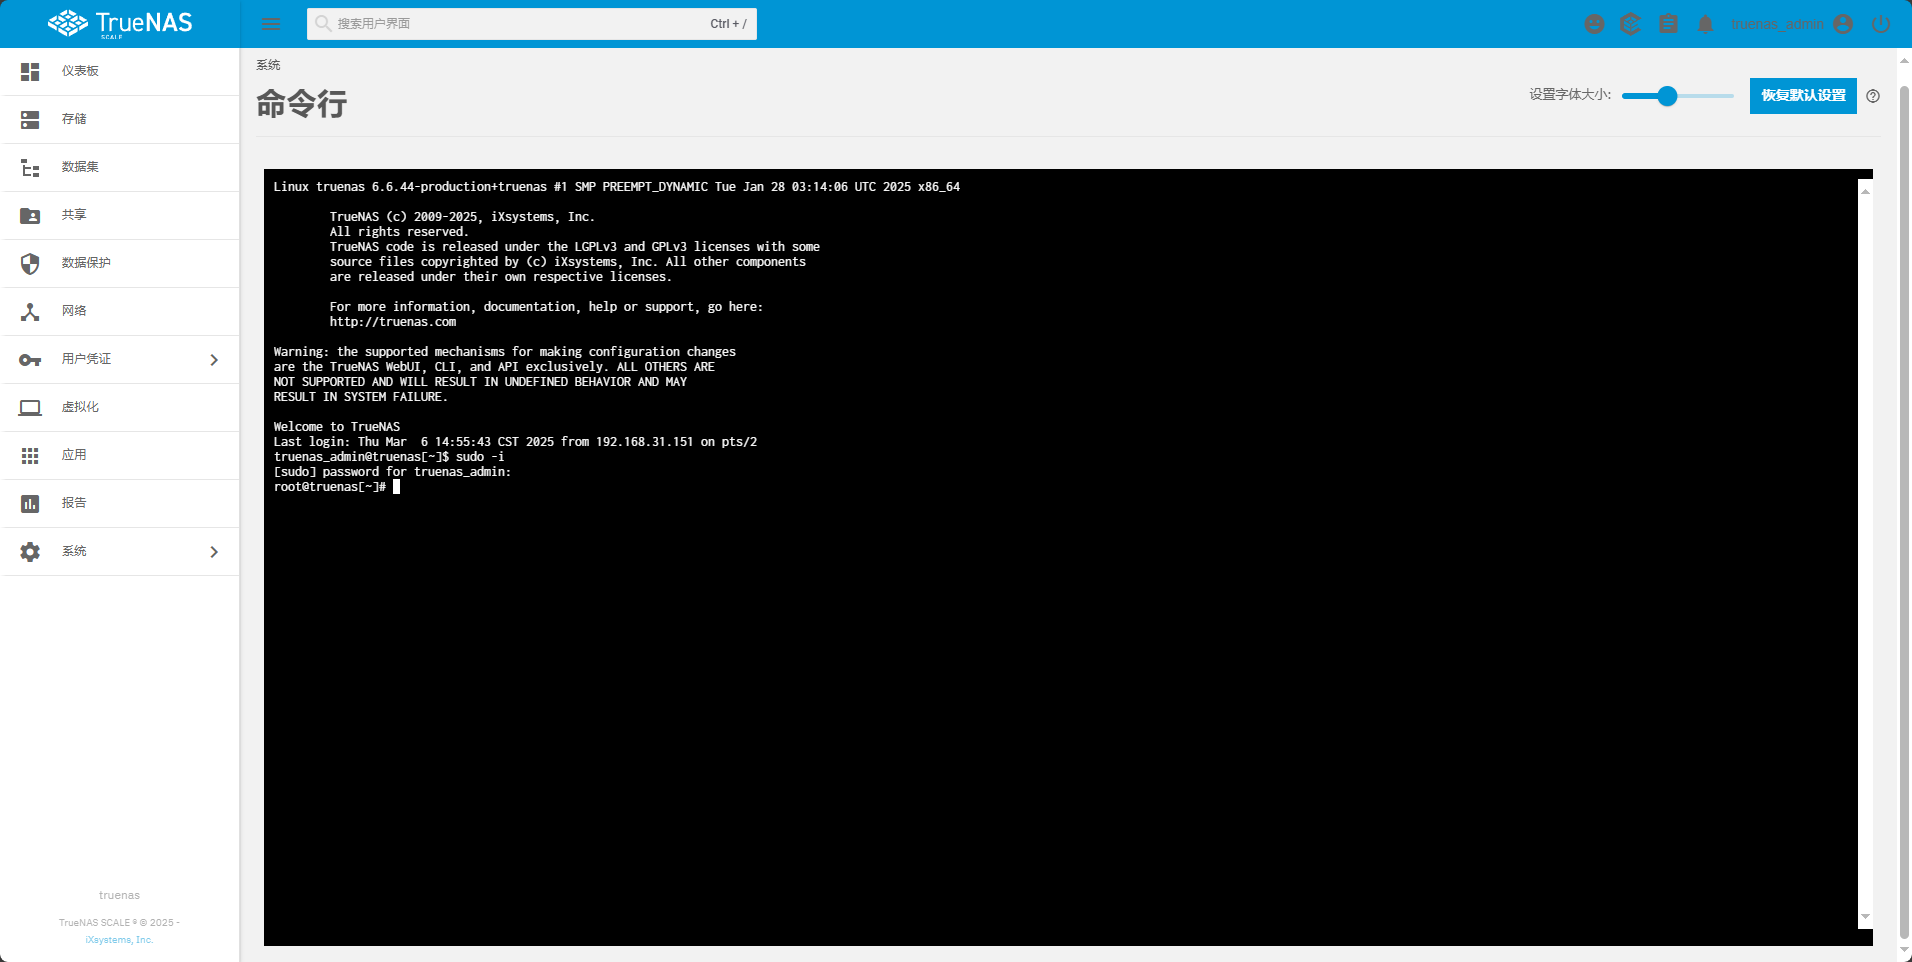 TrueNAS
SCALE
搜索用户界面
Ctrl + /
truenas_admin
仪表板
存储
数据集
共享
数据保护
网络
用户凭证
虚拟化
应用
报告
系统
truenas
TrueNAS SCALE ® © 2025 -
iXsystems, Inc.
系统
命令行
设置字体大小:
恢复默认设置
Linux truenas 6.6.44-production+truenas #1 SMP PREEMPT_DYNAMIC Tue Jan 28 03:14:06 UTC 2025 x86_64
TrueNAS (c) 2009-2025, iXsystems, Inc.
All rights reserved.
TrueNAS code is released under the LGPLv3 and GPLv3 licenses with some
source files copyrighted by (c) iXsystems, Inc. All other components
are released under their own respective licenses.
For more information, documentation, help or support, go here:
http://truenas.com
Warning: the supported mechanisms for making configuration changes
are the TrueNAS WebUI, CLI, and API exclusively. ALL OTHERS ARE
NOT SUPPORTED AND WILL RESULT IN UNDEFINED BEHAVIOR AND MAY
RESULT IN SYSTEM FAILURE.
Welcome to TrueNAS
Last login: Thu Mar  6 14:55:43 CST 2025 from 192.168.31.151 on pts/2
truenas_admin@truenas[~]$ sudo -i
[sudo] password for truenas_admin:
root@truenas[~]#